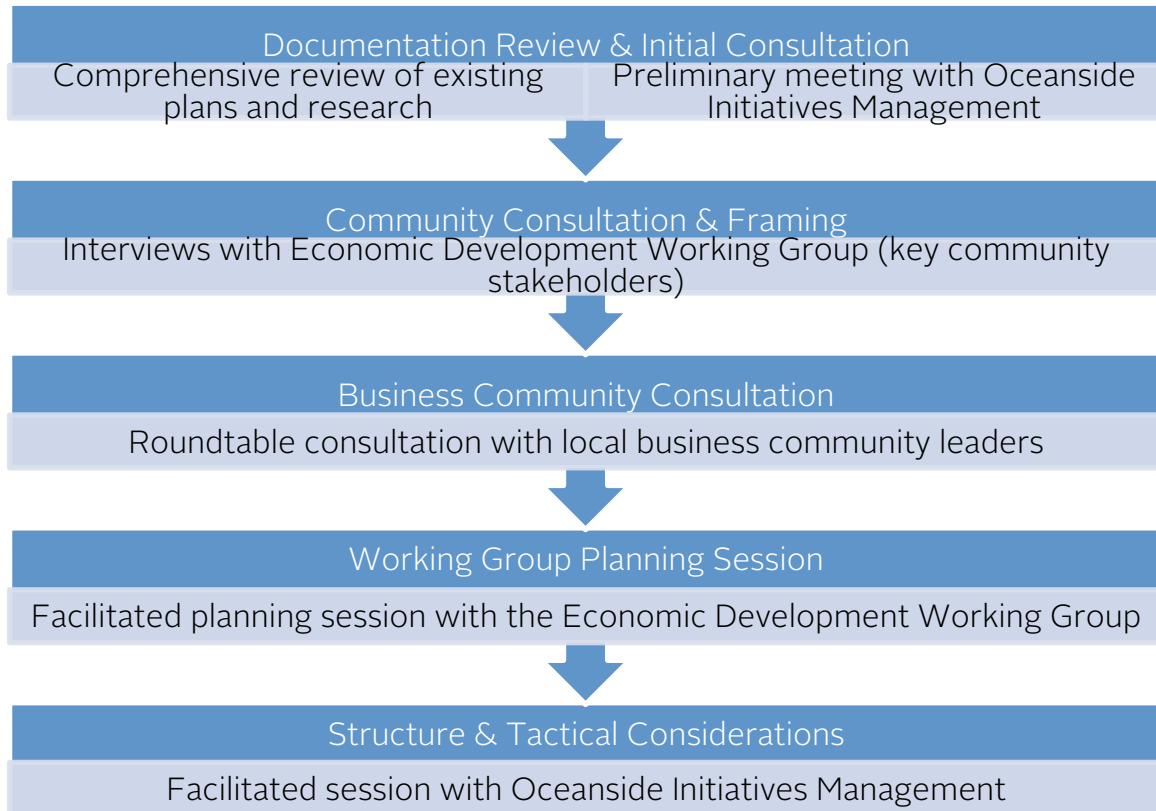 Documentation Review & Initial Consultation
Comprehensive review of existing
plans and research
Preliminary meeting with Oceanside
Initiatives Management
Community Consultation & Framing
Interviews with Economic Development Working Group (key community
stakeholders)
Business Community Consultation
Roundtable consultation with local business community leaders
Working Group Planning Session
Facilitated planning session with the Economic Development Working Group
Structure & Tactical Considerations
Facilitated session with Oceanside Initiatives Management